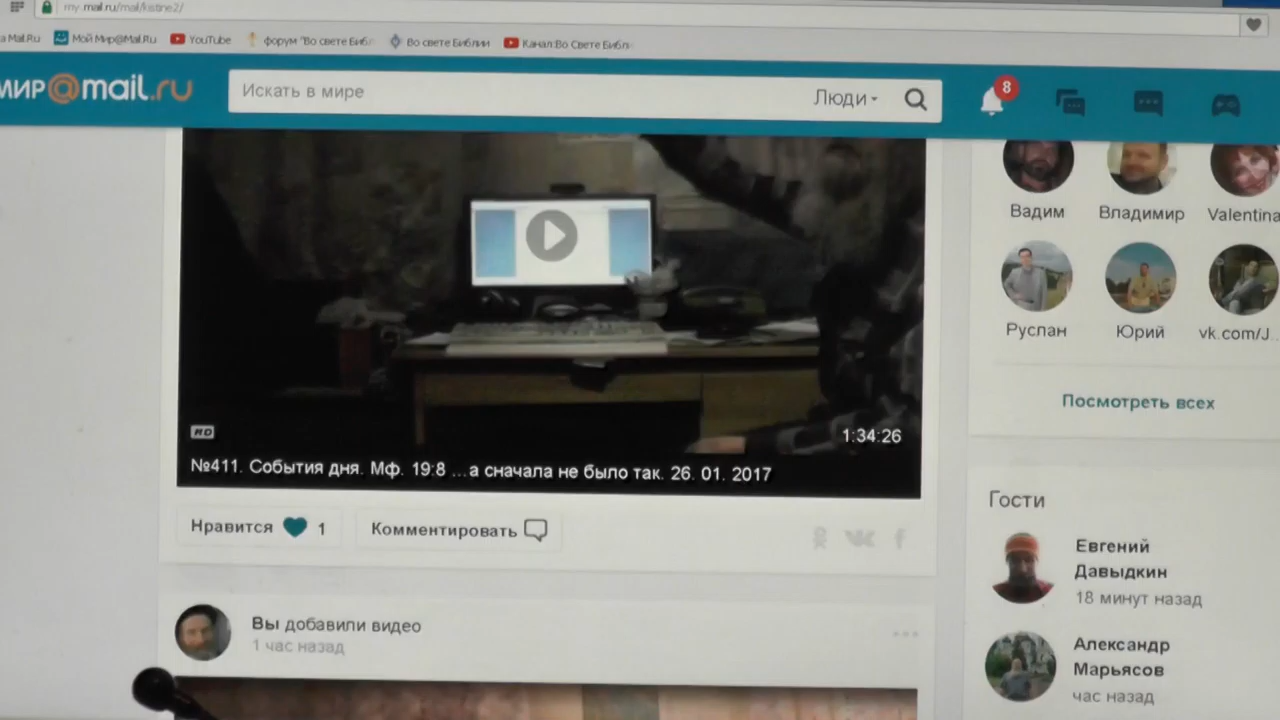 my.mail.ru/mail/kistine2/
а Mail.Ru
Мой Мир@Mail.Ru
YouTube
форум "Во свете Биб
Во свете Библии
Канал:Во Свете Библ
МИР@mail.ru
Искать в мире
Люди
8
Вадим
Владимир
Valentina
Руслан
Юрий
vk.com/J...
Посмотреть всех
HD
1:34:26
№411. События дня. Мф. 19:8 ...а сначала не было так. 26. 01. 2017
Нравится 1
Комментировать
Гости
Евгений
Давыдкин
18 минут назад
Вы добавили видео
1 час назад
Александр
Марьясов
час назад